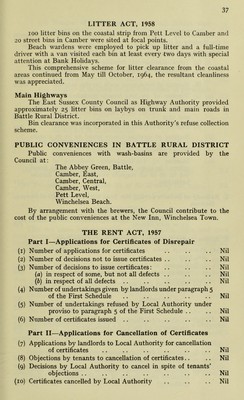 37
LITTER ACT, 1958
100 litter bins on the coastal strip from Pett Level to Camber and
20 street bins in Camber were sited at focal points.
Beach wardens were employed to pick up litter and a full-time
driver with a van visited each bin at least every two days with special
attention at Bank Holidays.
This comprehensive scheme for litter clearance from the coastal
areas continued from May till October, 1964, the resultant cleanliness
was appreciated.
Main Highways
The East Sussex County Council as Highway Authority provided
approximately 25 litter bins on laybys on trunk and main roads in
Battle Rural District.
Bin clearance was incorporated in this Authority's refuse collection
scheme.
PUBLIC CONVENIENCES IN BATTLE RURAL DISTRICT
Public conveniences with wash-basins are provided by the
Council at:
The Abbey Green, Battle,
Camber, East,
Camber, Central,
Camber, West,
Pett Level,
Winchelsea Beach.
By arrangement with the brewers, the Council contribute to the
cost of the public conveniences at the New Inn, Winchelsea Town.
THE RENT ACT, 1957
Part I—Applications for Certificates of Disrepair
(1) Number of applications for certificates .. .. .. Nil
(2) Number of decisions not to issue certificates .. .. .. Nil
(3) Number of decisions to issue certificates: .. .. .. Nil
(a) in respect of some, but not all defects .. .. .. Nil
(b) in respect of all defects .. .. .. .. Nil
(4) Number of undertakings given by landlords under paragraph 5
of the First Schedule .. .. .. .. .. Nil
(5) Number of undertakings refused by Local Authority under
proviso to paragraph 5 of the First Schedule .. .. Nil
(6) Number of certificates issued .. .. .. .. Nil
Part II—Applications for Cancellation of Certificates
(7) Applications by landlords to Local Authority for cancellation
of certificates .. .. .. .. .. Nil
(8) Objections by tenants to cancellation of certificates .. .. Nil
(9) Decisions by Local Authority to cancel in spite of tenants'
objections .. .. .. .. .. .. Nil
(10) Certificates cancelled by Local Authority .. .. .. Nil